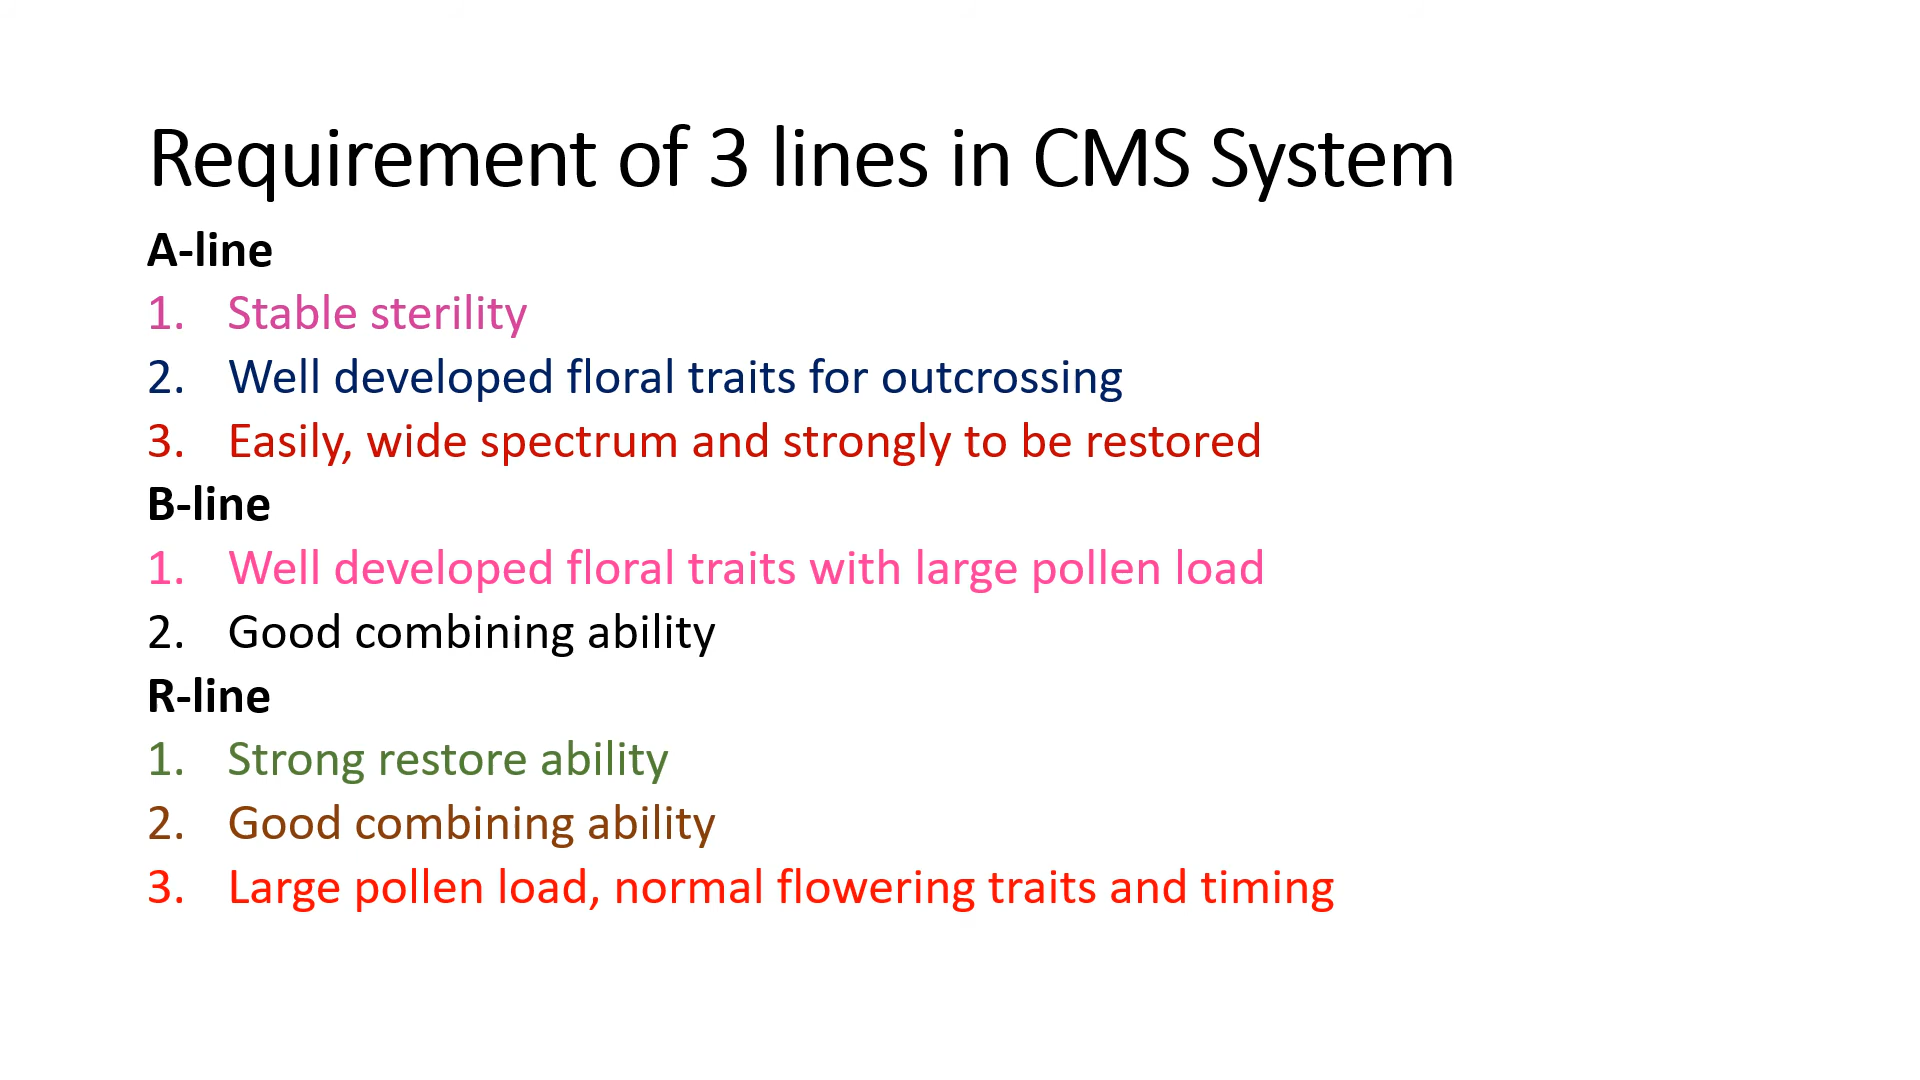 Requirement of 3 lines in CMS System
A-line
1. Stable sterility
2. Well developed floral traits for outcrossing
3. Easily, wide spectrum and strongly to be restored
B-line
1. Well developed floral traits with large pollen load
2. Good combining ability
R-line
1. Strong restore ability
2. Good combining ability
3. Large pollen load, normal flowering traits and timing